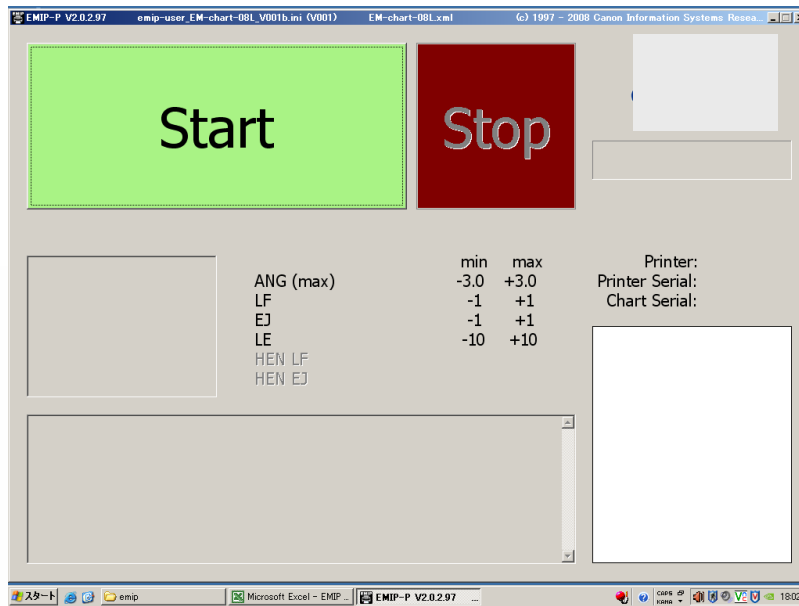 EMIP-P V2.0.2.97 emip-user_EM-chart-08L_V001b.ini (V001) EM-chart-08L.xml (c) 1997 - 2008 Canon Information Systems Resea...
Start
Stop
min max
ANG (max) -3.0 +3.0
LF -1 +1
EJ -1 +1
LE -10 +10
HEN LF
HEN EJ
Printer:
Printer Serial:
Chart Serial:
スタート emip Microsoft Excel - EMIP ... EMIP-P V2.0.2.97 ... CAPS KANA 18:02